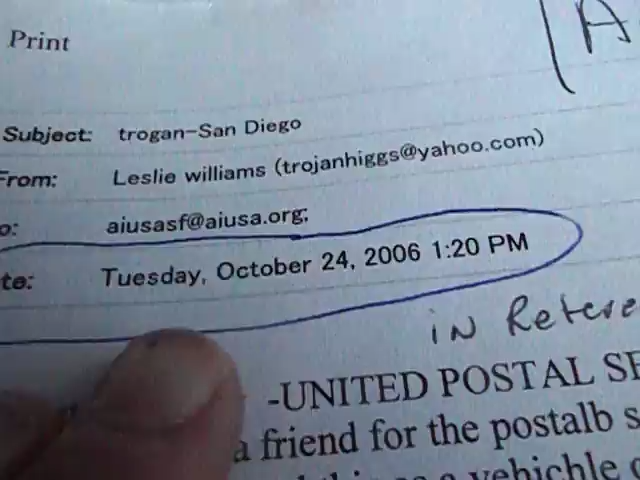 Print
(A
Subject: trogan-San Diego
From: Leslie williams (trojanhiggs@yahoo.com)
o: aiusasf@aiusa.org;
te: Tuesday, October 24, 2006 1:20 PM
in Refere
-UNITED POSTAL SE
a friend for the postalb s
vehichle